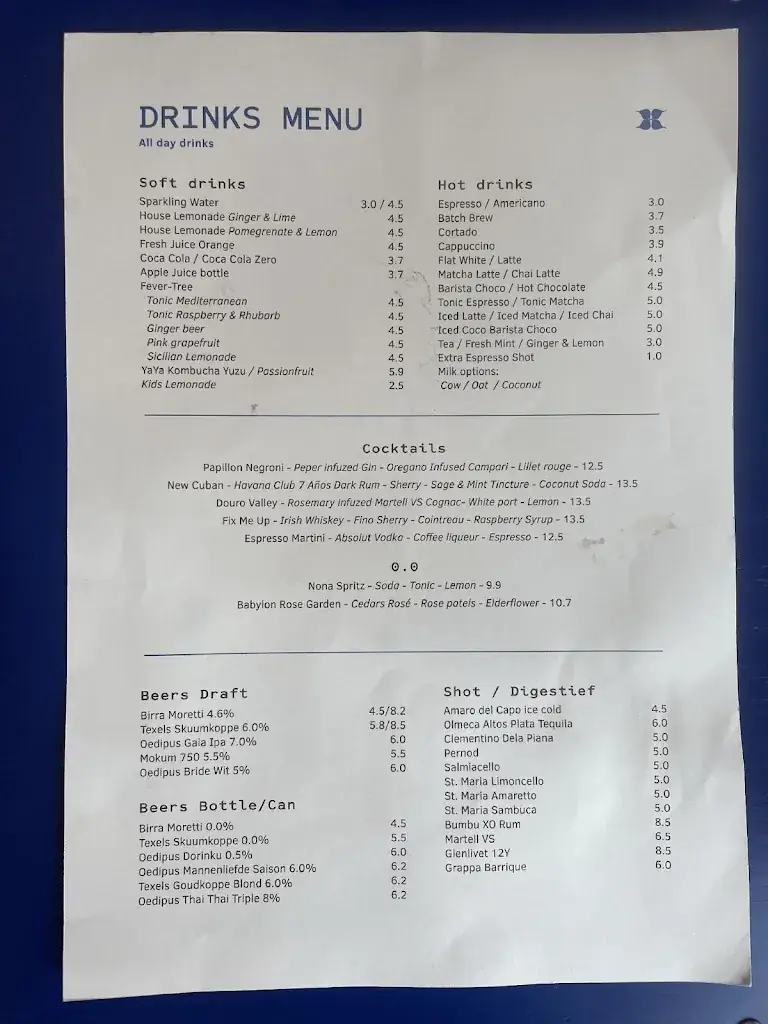 DRINKS MENU
All day drinks
Soft drinks
Sparkling Water 3.0 / 4.5
House Lemonade Ginger & Lime 4.5
House Lemonade Pomegrenate & Lemon 4.5
Fresh Juice Orange 4.5
Coca Cola / Coca Cola Zero 3.7
Apple Juice bottle 3.7
Fever-Tree
Tonic Mediterranean 4.5
Tonic Raspberry & Rhubarb 4.5
Ginger beer 4.5
Pink grapefruit 4.5
Sicilian Lemonade 4.5
YaYa Kombucha Yuzu / Passionfruit 5.9
Kids Lemonade 2.5
Hot drinks
Espresso / Americano 3.0
Batch Brew 3.7
Cortado 3.5
Cappuccino 3.9
Flat White / Latte 4.1
Matcha Latte / Chai Latte 4.9
Barista Choco / Hot Chocolate 4.5
Tonic Espresso / Tonic Matcha 5.0
Iced Latte / Iced Matcha / Iced Chai 5.0
Iced Coco Barista Choco 5.0
Tea / Fresh Mint / Ginger & Lemon 3.0
Extra Espresso Shot 1.0
Milk options:
Cow / Oat / Coconut
Cocktails
Papillon Negroni - Peper infuzed Gin - Oregano Infused Campari - Lillet rouge - 12.5
New Cuban - Havana Club 7 Años Dark Rum - Sherry - Sage & Mint Tincture - Coconut Soda - 13.5
Douro Valley - Rosemary Infused Martell VS Cognac- White port - Lemon - 13.5
Fix Me Up - Irish Whiskey - Fino Sherry - Cointreau - Raspberry Syrup - 13.5
Espresso Martini - Absolut Vodka - Coffee liqueur - Espresso - 12.5
0.0
Nona Spritz - Soda - Tonic - Lemon - 9.9
Babylon Rose Garden - Cedars Rosé - Rose patels - Elderflower - 10.7
Beers Draft
Birra Moretti 4.6% 4.5/8.2
Texels Skuumkoppe 6.0% 5.8/8.5
Oedipus Gaia Ipa 7.0% 6.0
Mokum 750 5.5% 5.5
Oedipus Bride Wit 5% 6.0
Beers Bottle/Can
Birra Moretti 0.0% 4.5
Texels Skuumkoppe 0.0% 5.5
Oedipus Dorinku 0.5% 6.0
Oedipus Mannenliefde Saison 6.0% 6.2
Texels Goudkoppe Blond 6.0% 6.2
Oedipus Thai Thai Triple 8% 6.2
Shot / Digestief
Amaro del Capo ice cold 4.5
Olmeca Altos Plata Tequila 6.0
Clementino Dela Piana 5.0
Pernod 5.0
Salmiacello 5.0
St. Maria Limoncello 5.0
St. Maria Amaretto 5.0
St. Maria Sambuca 5.0
Bumbu XO Rum 8.5
Martell VS 6.5
Glenlivet 12Y 8.5
Grappa Barrique 6.0